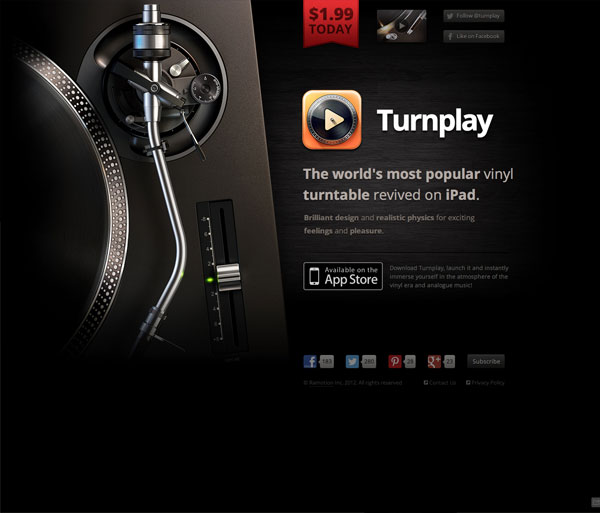 $1.99
TODAY
Follow @turnplay
Like on Facebook
Turnplay
The world's most popular vinyl
turntable revived on iPad.
Brilliant design and realistic physics for exciting
feelings and pleasure.
Available on the
App Store
Download Turnplay, launch it and instantly
immerse yourself in the atmosphere of the
vinyl era and analogue music!
183
280
28
23
Subscribe
© Ramotion Inc, 2012. All rights reserved
Contact Us
Privacy Policy